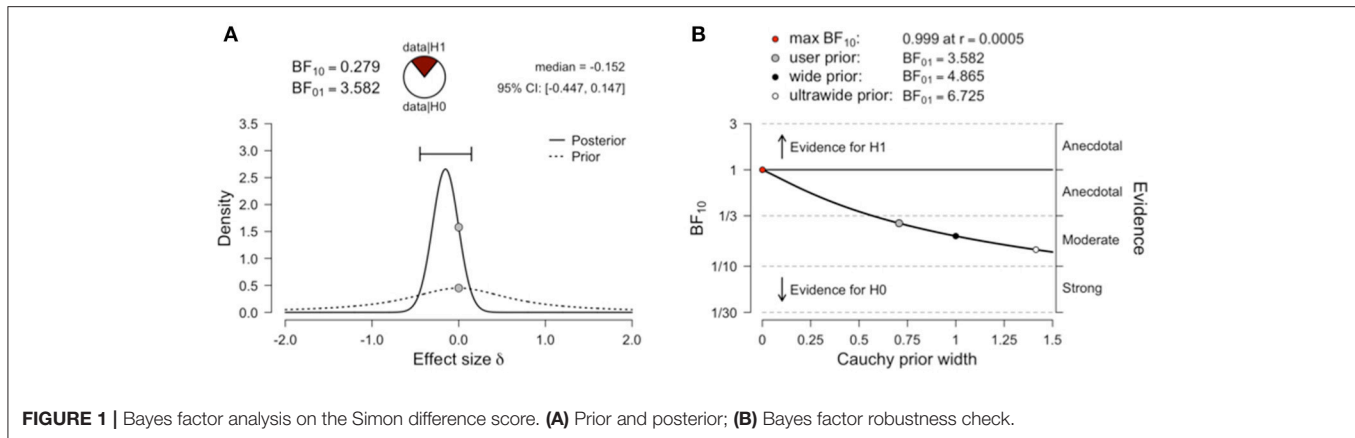 A
data|H1
BF10 = 0.279
BF01 = 3.582
data|H0
median = -0.152
95% CI: [-0.447, 0.147]
Posterior
Prior
Density
3.5
3.0
2.5
2.0
1.5
1.0
0.5
0.0
-2.0 -1.0 0.0 1.0 2.0
Effect size δ
B
max BF10: 0.999 at r = 0.0005
user prior: BF01 = 3.582
wide prior: BF01 = 4.865
ultrawide prior: BF01 = 6.725
BF10
3
1
1/3
1/10
1/30
Evidence for H1
Evidence for H0
Anecdotal
Anecdotal
Moderate
Strong
Evidence
0 0.25 0.5 0.75 1 1.25 1.5
Cauchy prior width
FIGURE 1 | Bayes factor analysis on the Simon difference score. (A) Prior and posterior; (B) Bayes factor robustness check.